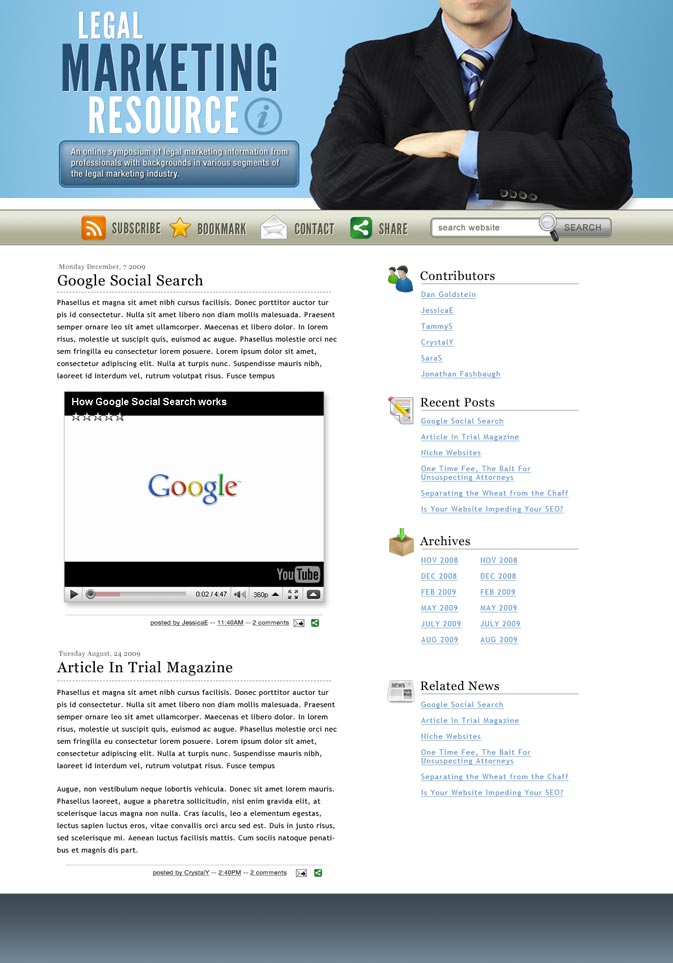 LEGAL
MARKETING
RESOURCE i
An online symposium of legal marketing information from
professionals with backgrounds in various segments of
the legal marketing industry.
SUBSCRIBE BOOKMARK CONTACT SHARE search website SEARCH
Monday December, 7 2009
Google Social Search
Phasellus et magna sit amet nibh cursus facilisis. Donec porttitor auctor tur
pis id consectetur. Nulla sit amet libero non diam mollis malesuada. Praesent
semper ornare leo sit amet ullamcorper. Maecenas et libero dolor. In lorem
risus, molestie ut suscipit quis, euismod ac augue. Phasellus molestie orci nec
sem fringilla eu consectetur lorem posuere. Lorem ipsum dolor sit amet,
consectetur adipiscing elit. Nulla at turpis nunc. Suspendisse mauris nibh,
laoreet id interdum vel, rutrum volutpat risus. Fusce tempus
How Google Social Search works
Google
YouTube
0:02 / 4:47 360p
posted by JessicaE -- 11:40AM -- 2 comments
Tuesday August, 24 2009
Article In Trial Magazine
Phasellus et magna sit amet nibh cursus facilisis. Donec porttitor auctor tur
pis id consectetur. Nulla sit amet libero non diam mollis malesuada. Praesent
semper ornare leo sit amet ullamcorper. Maecenas et libero dolor. In lorem
risus, molestie ut suscipit quis, euismod ac augue. Phasellus molestie orci nec
sem fringilla eu consectetur lorem posuere. Lorem ipsum dolor sit amet,
consectetur adipiscing elit. Nulla at turpis nunc. Suspendisse mauris nibh,
laoreet id interdum vel, rutrum volutpat risus. Fusce tempus
Augue, non vestibulum neque lobortis vehicula. Donec sit amet lorem mauris.
Phasellus laoreet, augue a pharetra sollicitudin, nisl enim gravida elit, at
scelerisque lacus magna non nulla. Cras iaculis, leo a elementum egestas,
lectus sapien luctus eros, vitae convallis orci arcu sed est. Duis in justo risus,
sed scelerisque mi. Aenean luctus facilisis mattis. Cum sociis natoque penati-
bus et magnis dis part.
posted by CrystalY -- 2:40PM -- 2 comments
Contributors
Dan Goldstein
JessicaE
TammyS
CrystalY
SaraS
Jonathan Fashbaugh
Recent Posts
Google Social Search
Article In Trial Magazine
Niche Websites
One Time Fee, The Bait For
Unsuspecting Attorneys
Separating the Wheat from the Chaff
Is Your Website Impeding Your SEO?
Archives
NOV 2008 NOV 2008
DEC 2008 DEC 2008
FEB 2009 FEB 2009
MAY 2009 MAY 2009
JULY 2009 JULY 2009
AUG 2009 AUG 2009
NEWS
Related News
Google Social Search
Article In Trial Magazine
Niche Websites
One Time Fee, The Bait For
Unsuspecting Attorneys
Separating the Wheat from the Chaff
Is Your Website Impeding Your SEO?